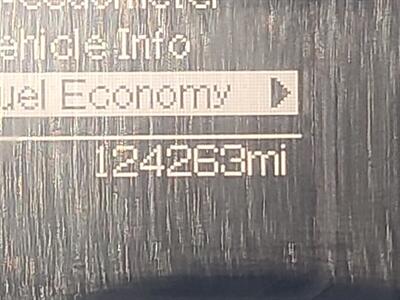 ehicle Info
uel Economy
124263mi